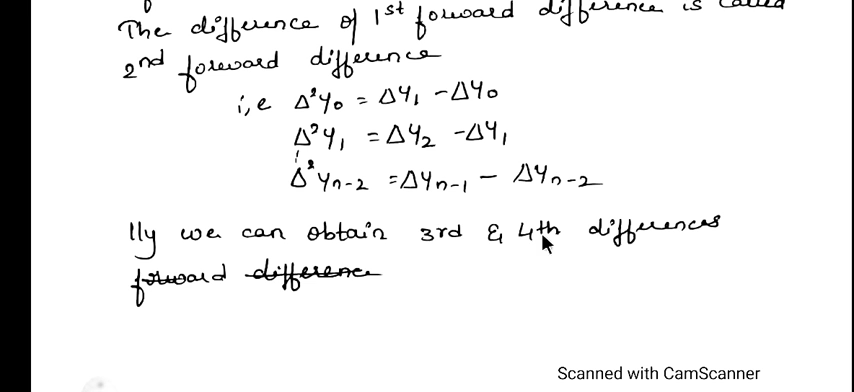 The difference of 1st forward difference is called
2nd forward difference
i,e Δ²y₀ = Δy₁ - Δy₀
Δ²y₁ = Δy₂ - Δy₁
Δ²yₙ₋₂ = Δyₙ₋₁ - Δyₙ₋₂
llly we can obtain 3rd & 4th differences
forward difference
Scanned with CamScanner